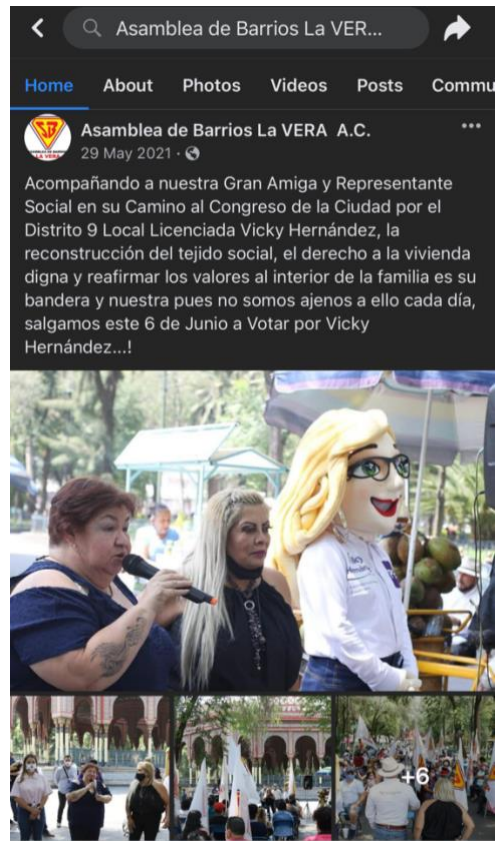 Asamblea de Barrios La VER...
Home About Photos Videos Posts Commu
Asamblea de Barrios La VERA A.C.
29 May 2021 ·
Acompañando a nuestra Gran Amiga y Representante
Social en su Camino al Congreso de la Ciudad por el
Distrito 9 Local Licenciada Vicky Hernández, la
reconstrucción del tejido social, el derecho a la vivienda
digna y reafirmar los valores al interior de la familia es su
bandera y nuestra pues no somos ajenos a ello cada día,
salgamos este 6 de Junio a Votar por Vicky
Hernández...!
+6